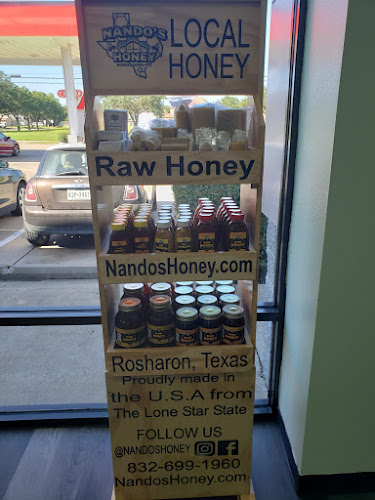 NANDO'S
HONEY
LOCAL
HONEY
Raw Honey
NandosHoney.com
Rosharon, Texas
Proudly made in
the U.S.A from
The Lone Star State
FOLLOW US
@NANDOSHONEY
832-699-1960
NandosHoney.com